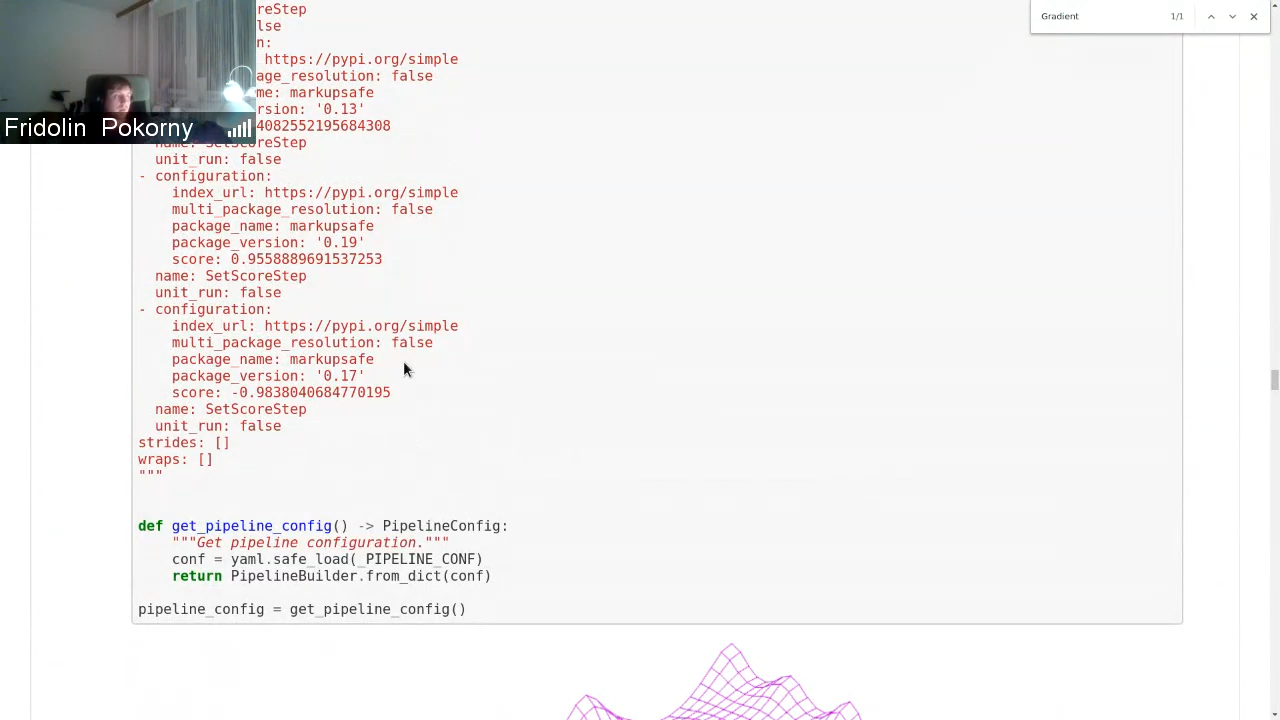 Gradient 1/1
reStep
lse
n:
https://pypi.org/simple
age_resolution: false
me: markupsafe
rsion: '0.13'
4082552195684308
Fridolin Pokorny
name: SetScoreStep
unit_run: false
- configuration:
index_url: https://pypi.org/simple
multi_package_resolution: false
package_name: markupsafe
package_version: '0.19'
score: 0.9558889691537253
name: SetScoreStep
unit_run: false
- configuration:
index_url: https://pypi.org/simple
multi_package_resolution: false
package_name: markupsafe
package_version: '0.17'
score: -0.9838040684770195
name: SetScoreStep
unit_run: false
strides: []
wraps: []
"""
def get_pipeline_config() -> PipelineConfig:
"""Get pipeline configuration."""
conf = yaml.safe_load(_PIPELINE_CONF)
return PipelineBuilder.from_dict(conf)
pipeline_config = get_pipeline_config()